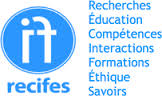 Recherches
Éducation
Compétences
Interactions
Formations
Éthique
Savoirs
recifes